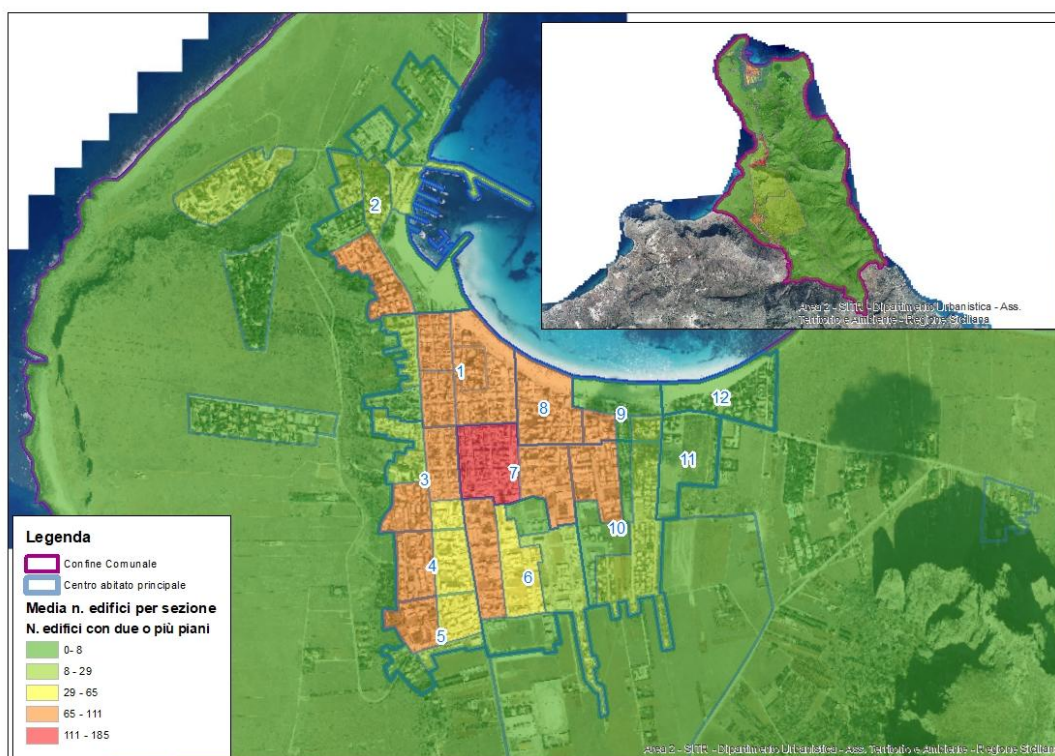 Area 2 - SITR - Dipartimento Urbanistica - Ass.
Territorio e Ambiente - Regione Siciliana
2
1
8
9
12
3
7
11
10
4
6
5
Legenda
Confine Comunale
Centro abitato principale
Media n. edifici per sezione
N. edifici con due o più piani
0- 8
8 - 29
29 - 65
65 - 111
111 - 185
Area 2 - SITR - Dipartimento Urbanistica - Ass. Territorio e Ambiente - Regione Siciliana